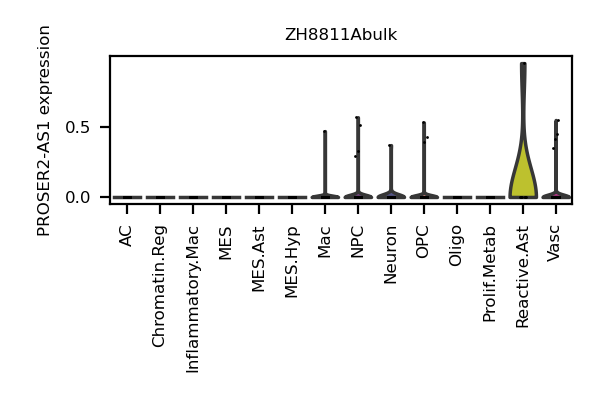 ZH8811Abulk
PROSER2-AS1 expression
0.5
0.0
AC
Chromatin.Reg
Inflammatory.Mac
MES
MES.Ast
MES.Hyp
Mac
NPC
Neuron
OPC
Oligo
Prolif.Metab
Reactive.Ast
Vasc